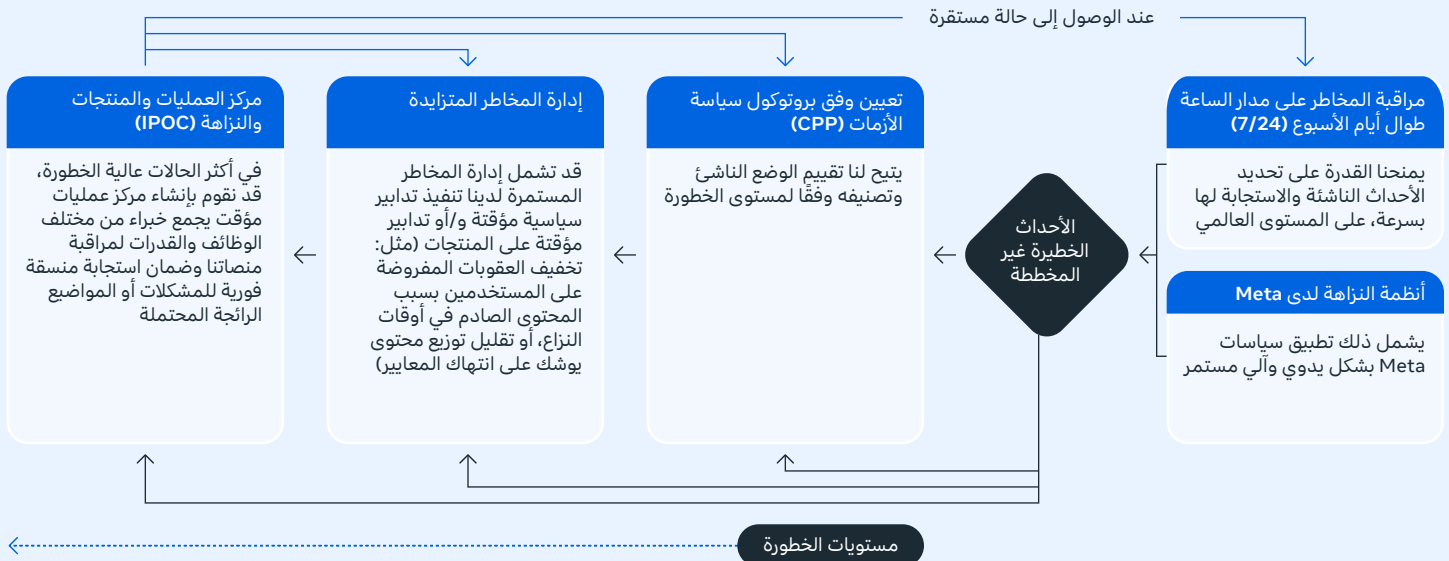 عند الوصول إلى حالة مستقرة
مراقبة المخاطر على مدار الساعة
طوال أيام الأسبوع (7/24)
يمنحنا القدرة على تحديد
الأحداث الناشئة والاستجابة لها
بسرعة، على المستوى العالمي
أنظمة النزاهة لدى Meta
يشمل ذلك تطبيق سياسات
Meta بشكل يدوي وآلي مستمر
الأحداث
الخطيرة غير
المخططة
تعيين وفق بروتوكول سياسة
الأزمات (CPP)
يتيح لنا تقييم الوضع الناشئ
وتصنيفه وفقًا لمستوى الخطورة
إدارة المخاطر المتزايدة
قد تشمل إدارة المخاطر
المستمرة لدينا تنفيذ تدابير
سياسية مؤقتة و/أو تدابير
مؤقتة على المنتجات (مثل:
تخفيف العقوبات المفروضة
على المستخدمين بسبب
المحتوى الصادم في أوقات
النزاع، أو تقليل توزيع محتوى
يوشك على انتهاك المعايير)
مركز العمليات والمنتجات
والنزاهة (IPOC)
في أكثر الحالات عالية الخطورة،
قد نقوم بإنشاء مركز عمليات
مؤقت يجمع خبراء من مختلف
الوظائف والقدرات لمراقبة
منصاتنا وضمان استجابة منسقة
فورية للمشكلات أو المواضيع
الرائجة المحتملة
مستويات الخطورة